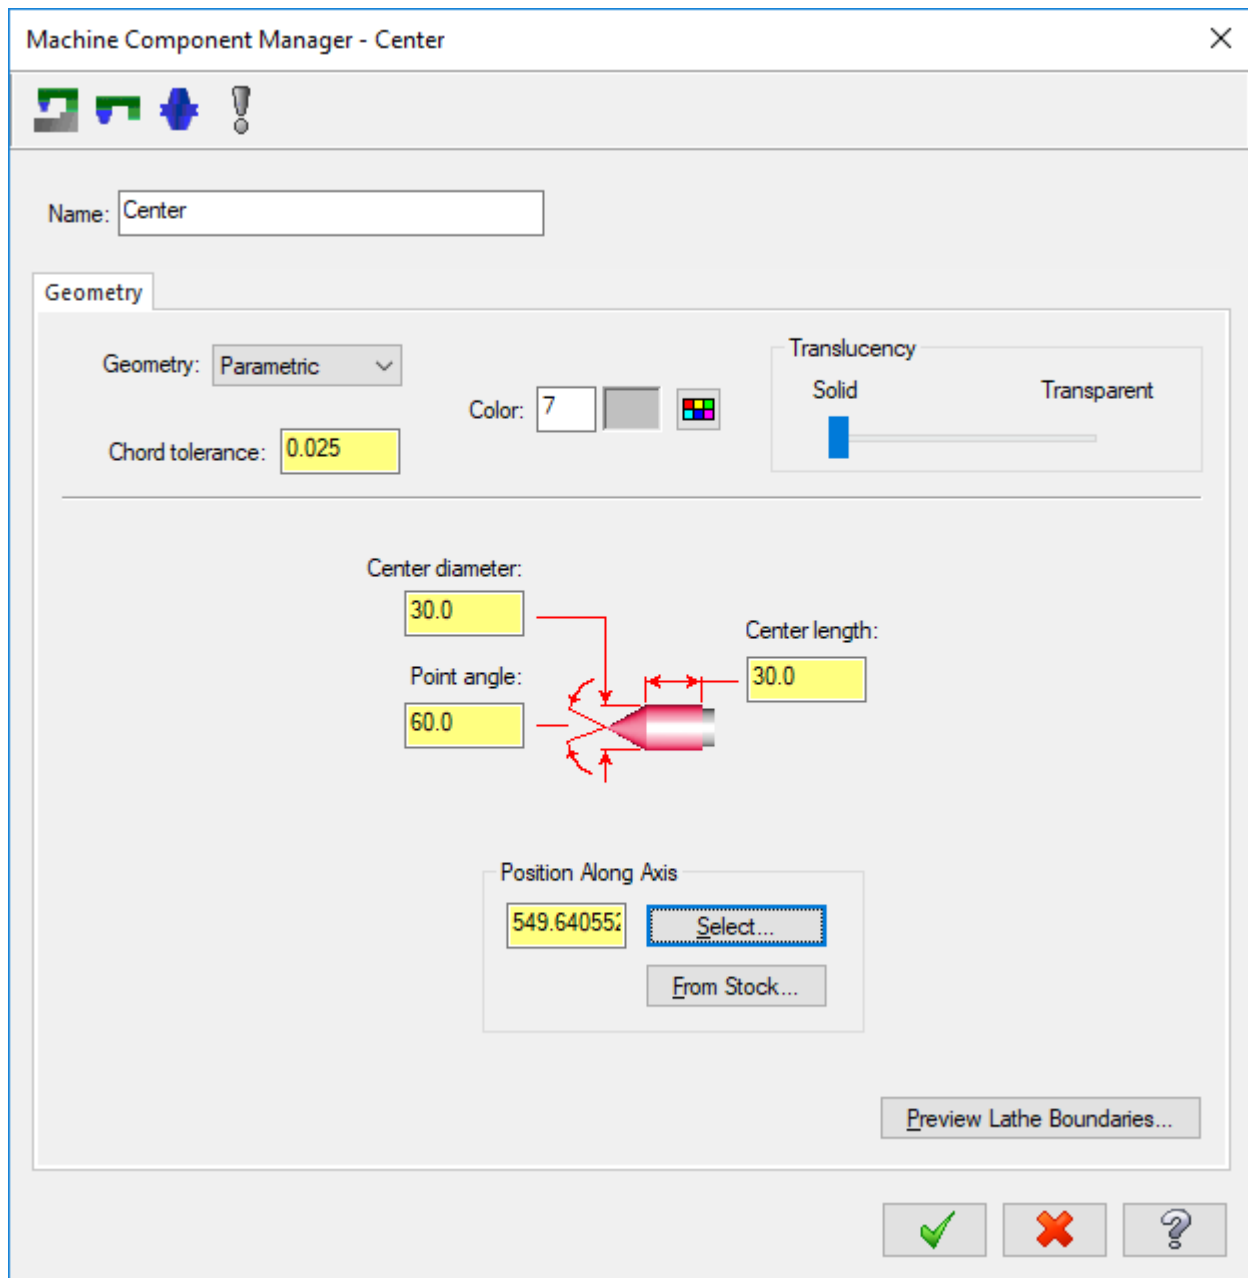 Machine Component Manager - Center
Name: Center
Geometry
Geometry: Parametric
Translucency
Solid Transparent
Color: 7
Chord tolerance: 0.025
Center diameter:
30.0
Center length:
30.0
Point angle:
60.0
Position Along Axis
549.640552 Select...
From Stock...
Preview Lathe Boundaries...